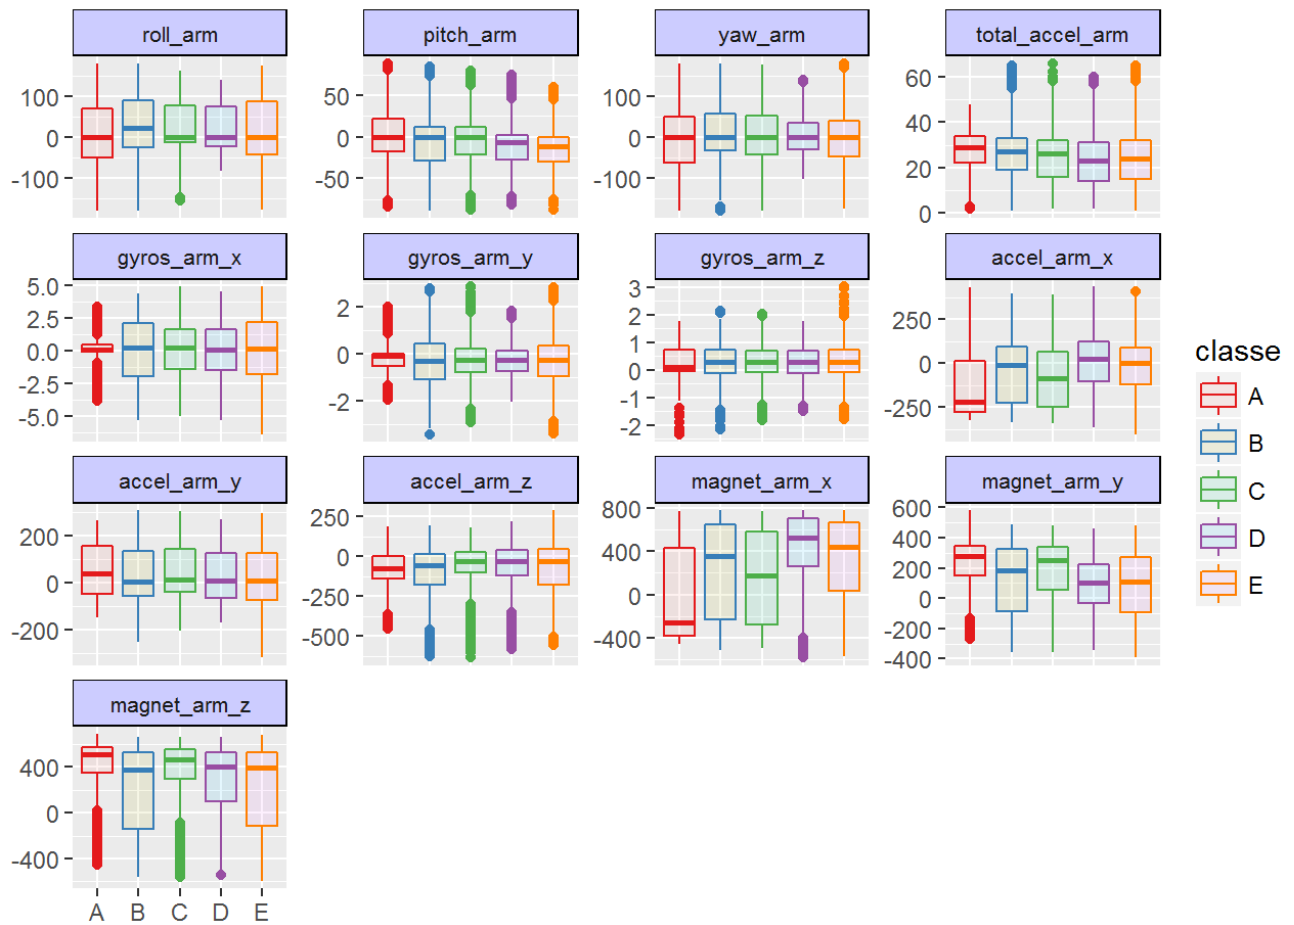 roll_arm
pitch_arm
yaw_arm
total_accel_arm
100
0
-100
50
0
-50
100
0
-100
60
40
20
0
gyros_arm_x
gyros_arm_y
gyros_arm_z
accel_arm_x
5.0
2.5
0.0
-2.5
-5.0
2
0
-2
3
2
1
0
-1
-2
250
0
-250
accel_arm_y
accel_arm_z
magnet_arm_x
magnet_arm_y
200
0
-200
250
0
-250
-500
800
400
0
-400
600
400
200
0
-200
-400
magnet_arm_z
400
0
-400
A B C D E
classe
A
B
C
D
E